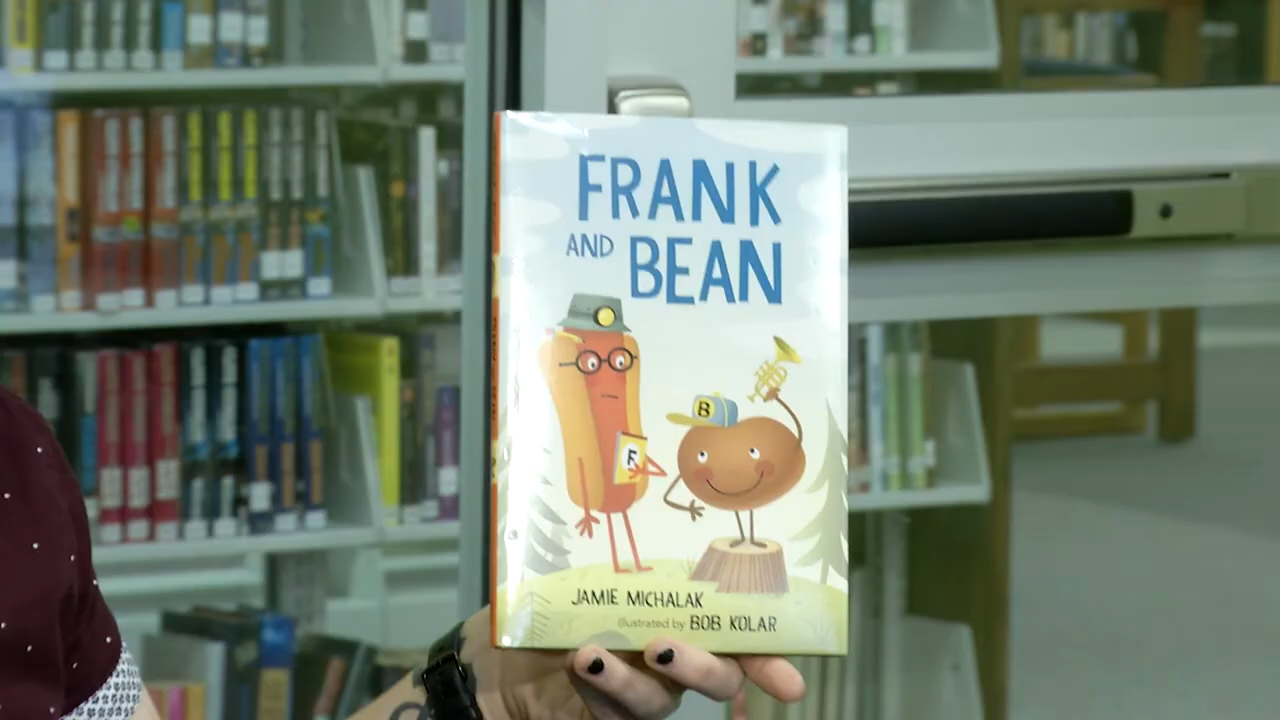 FRANK
AND BEAN
B
F
JAMIE MICHALAK
illustrated by BOB KOLAR